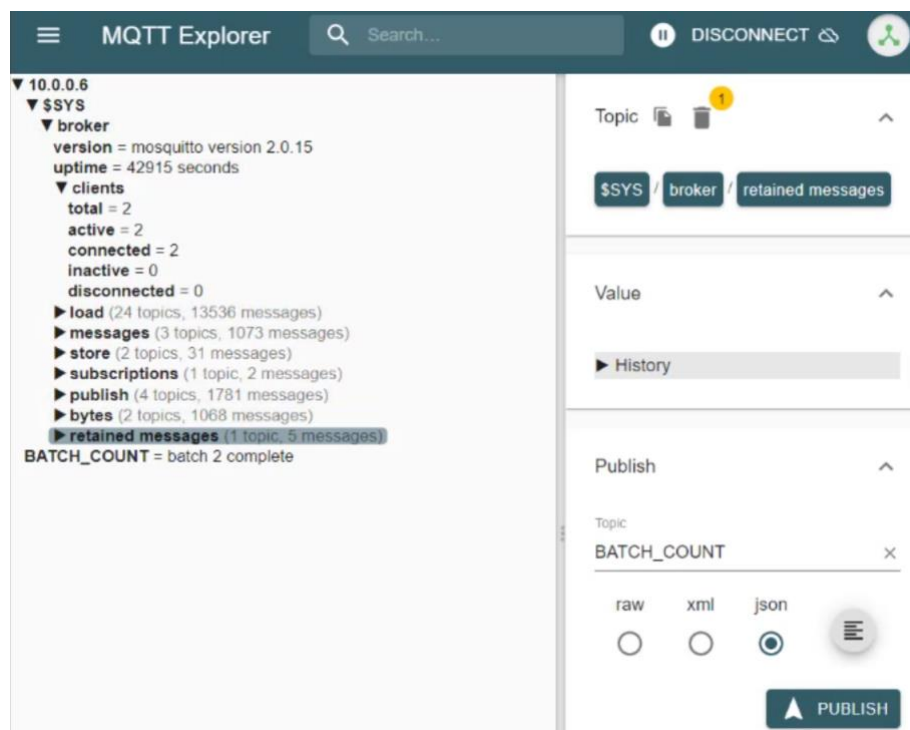 MQTT Explorer
Search...
DISCONNECT
▼ 10.0.0.6
▼ $SYS
▼ broker
version = mosquitto version 2.0.15
uptime = 42915 seconds
▼ clients
total = 2
active = 2
connected = 2
inactive = 0
disconnected = 0
▶ load (24 topics, 13536 messages)
▶ messages (3 topics, 1073 messages)
▶ store (2 topics, 31 messages)
▶ subscriptions (1 topic, 2 messages)
▶ publish (4 topics, 1781 messages)
▶ bytes (2 topics, 1068 messages)
▶ retained messages (1 topic, 5 messages)
BATCH_COUNT = batch 2 complete
Topic 1
$SYS / broker / retained messages
Value
▶ History
Publish
Topic
BATCH_COUNT
raw xml json
PUBLISH